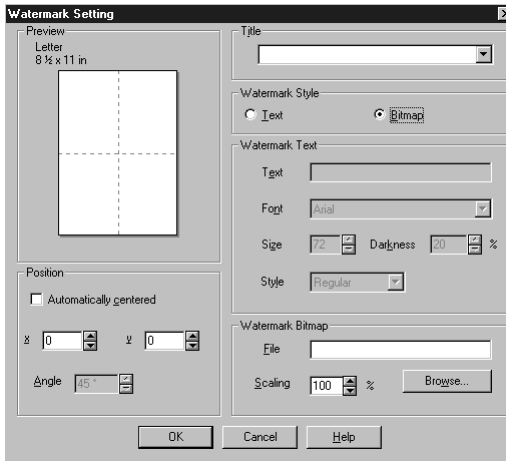 Watermark Setting
Preview
Letter
8 ½ x 11 in
Position
Automatically centered
x 0 y 0
Angle 45 °
Title
Watermark Style
Text Bitmap
Watermark Text
Text
Font Arial
Size 72 Darkness 20 %
Style Regular
Watermark Bitmap
File
Scaling 100 % Browse...
OK Cancel Help